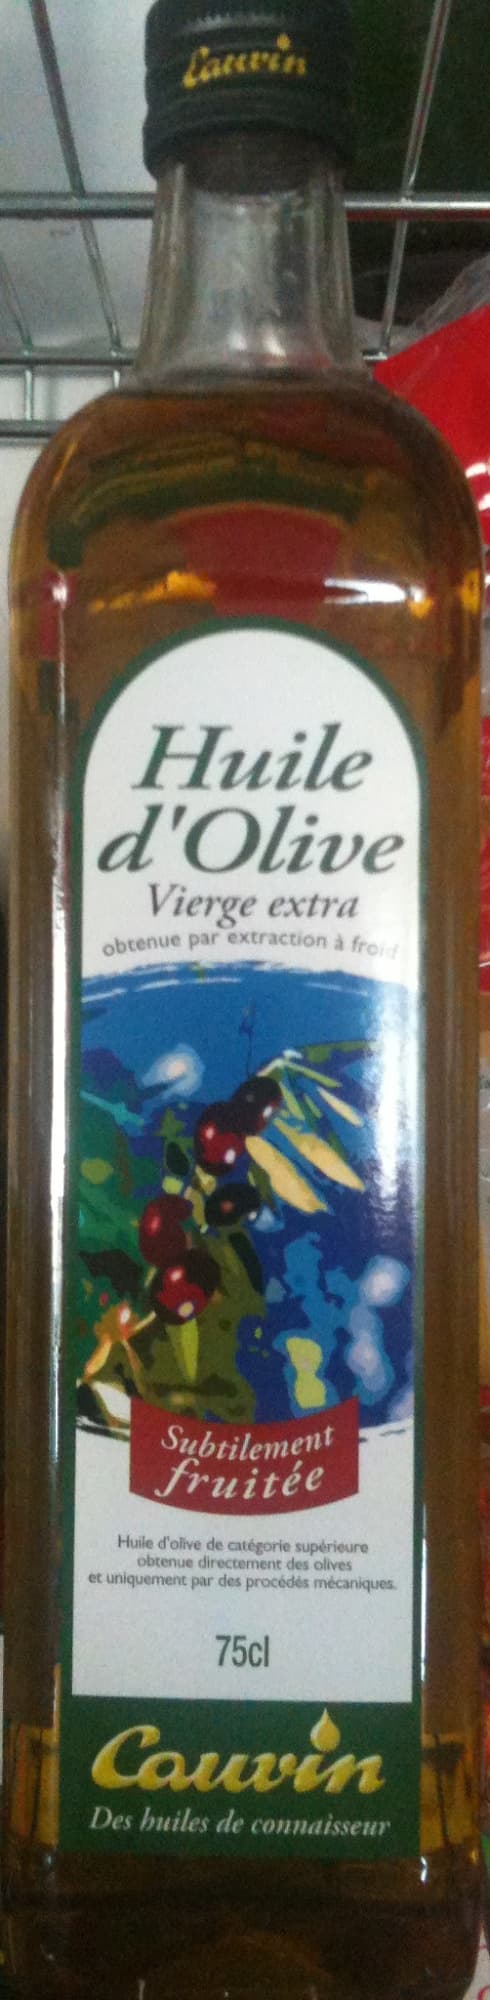 Cauvin
Huile
d'Olive
Vierge extra
obtenue par extraction à froid
Subtilement
fruitée
Huile d'olive de catégorie supérieure
obtenue directement des olives
et uniquement par des procédés mécaniques.
75cl
Cauvin
Des huiles de connaisseur